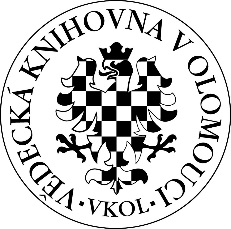 VĚDECKÁ KNIHOVNA V OLOMOUCI
· VKOL ·